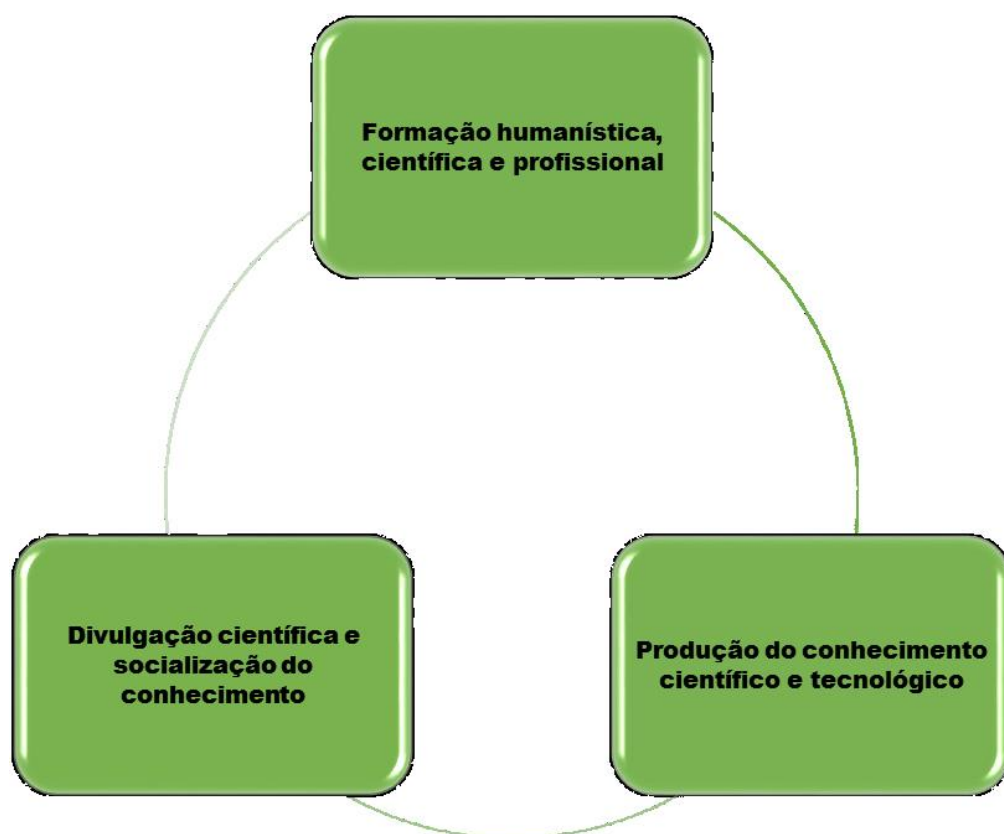 Formação humanística,
científica e profissional
Divulgação científica e
socialização do
conhecimento
Produção do conhecimento
científico e tecnológico